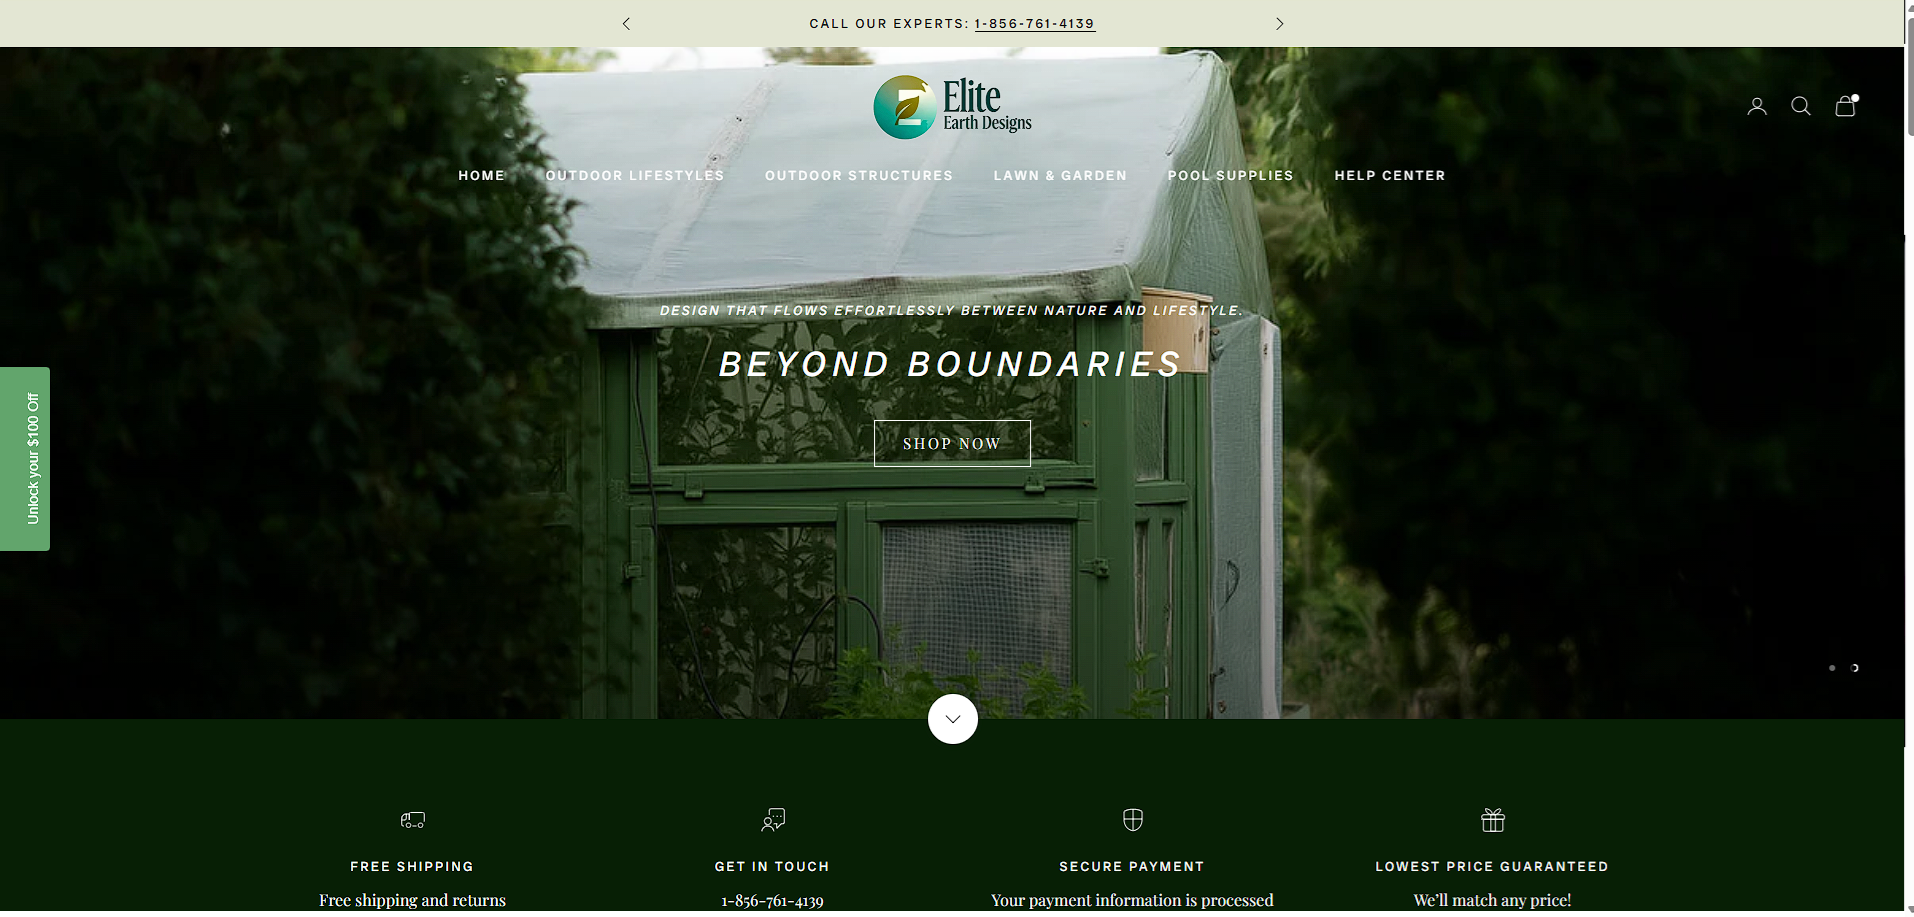 CALL OUR EXPERTS: 1-856-761-4139
Elite
Earth Designs
HOME OUTDOOR LIFESTYLES OUTDOOR STRUCTURES LAWN & GARDEN POOL SUPPLIES HELP CENTER
DESIGN THAT FLOWS EFFORTLESSLY BETWEEN NATURE AND LIFESTYLE.
BEYOND BOUNDARIES
SHOP NOW
Unlock your $100 Off
FREE SHIPPING
Free shipping and returns
GET IN TOUCH
1-856-761-4139
SECURE PAYMENT
Your payment information is processed
LOWEST PRICE GUARANTEED
We'll match any price!